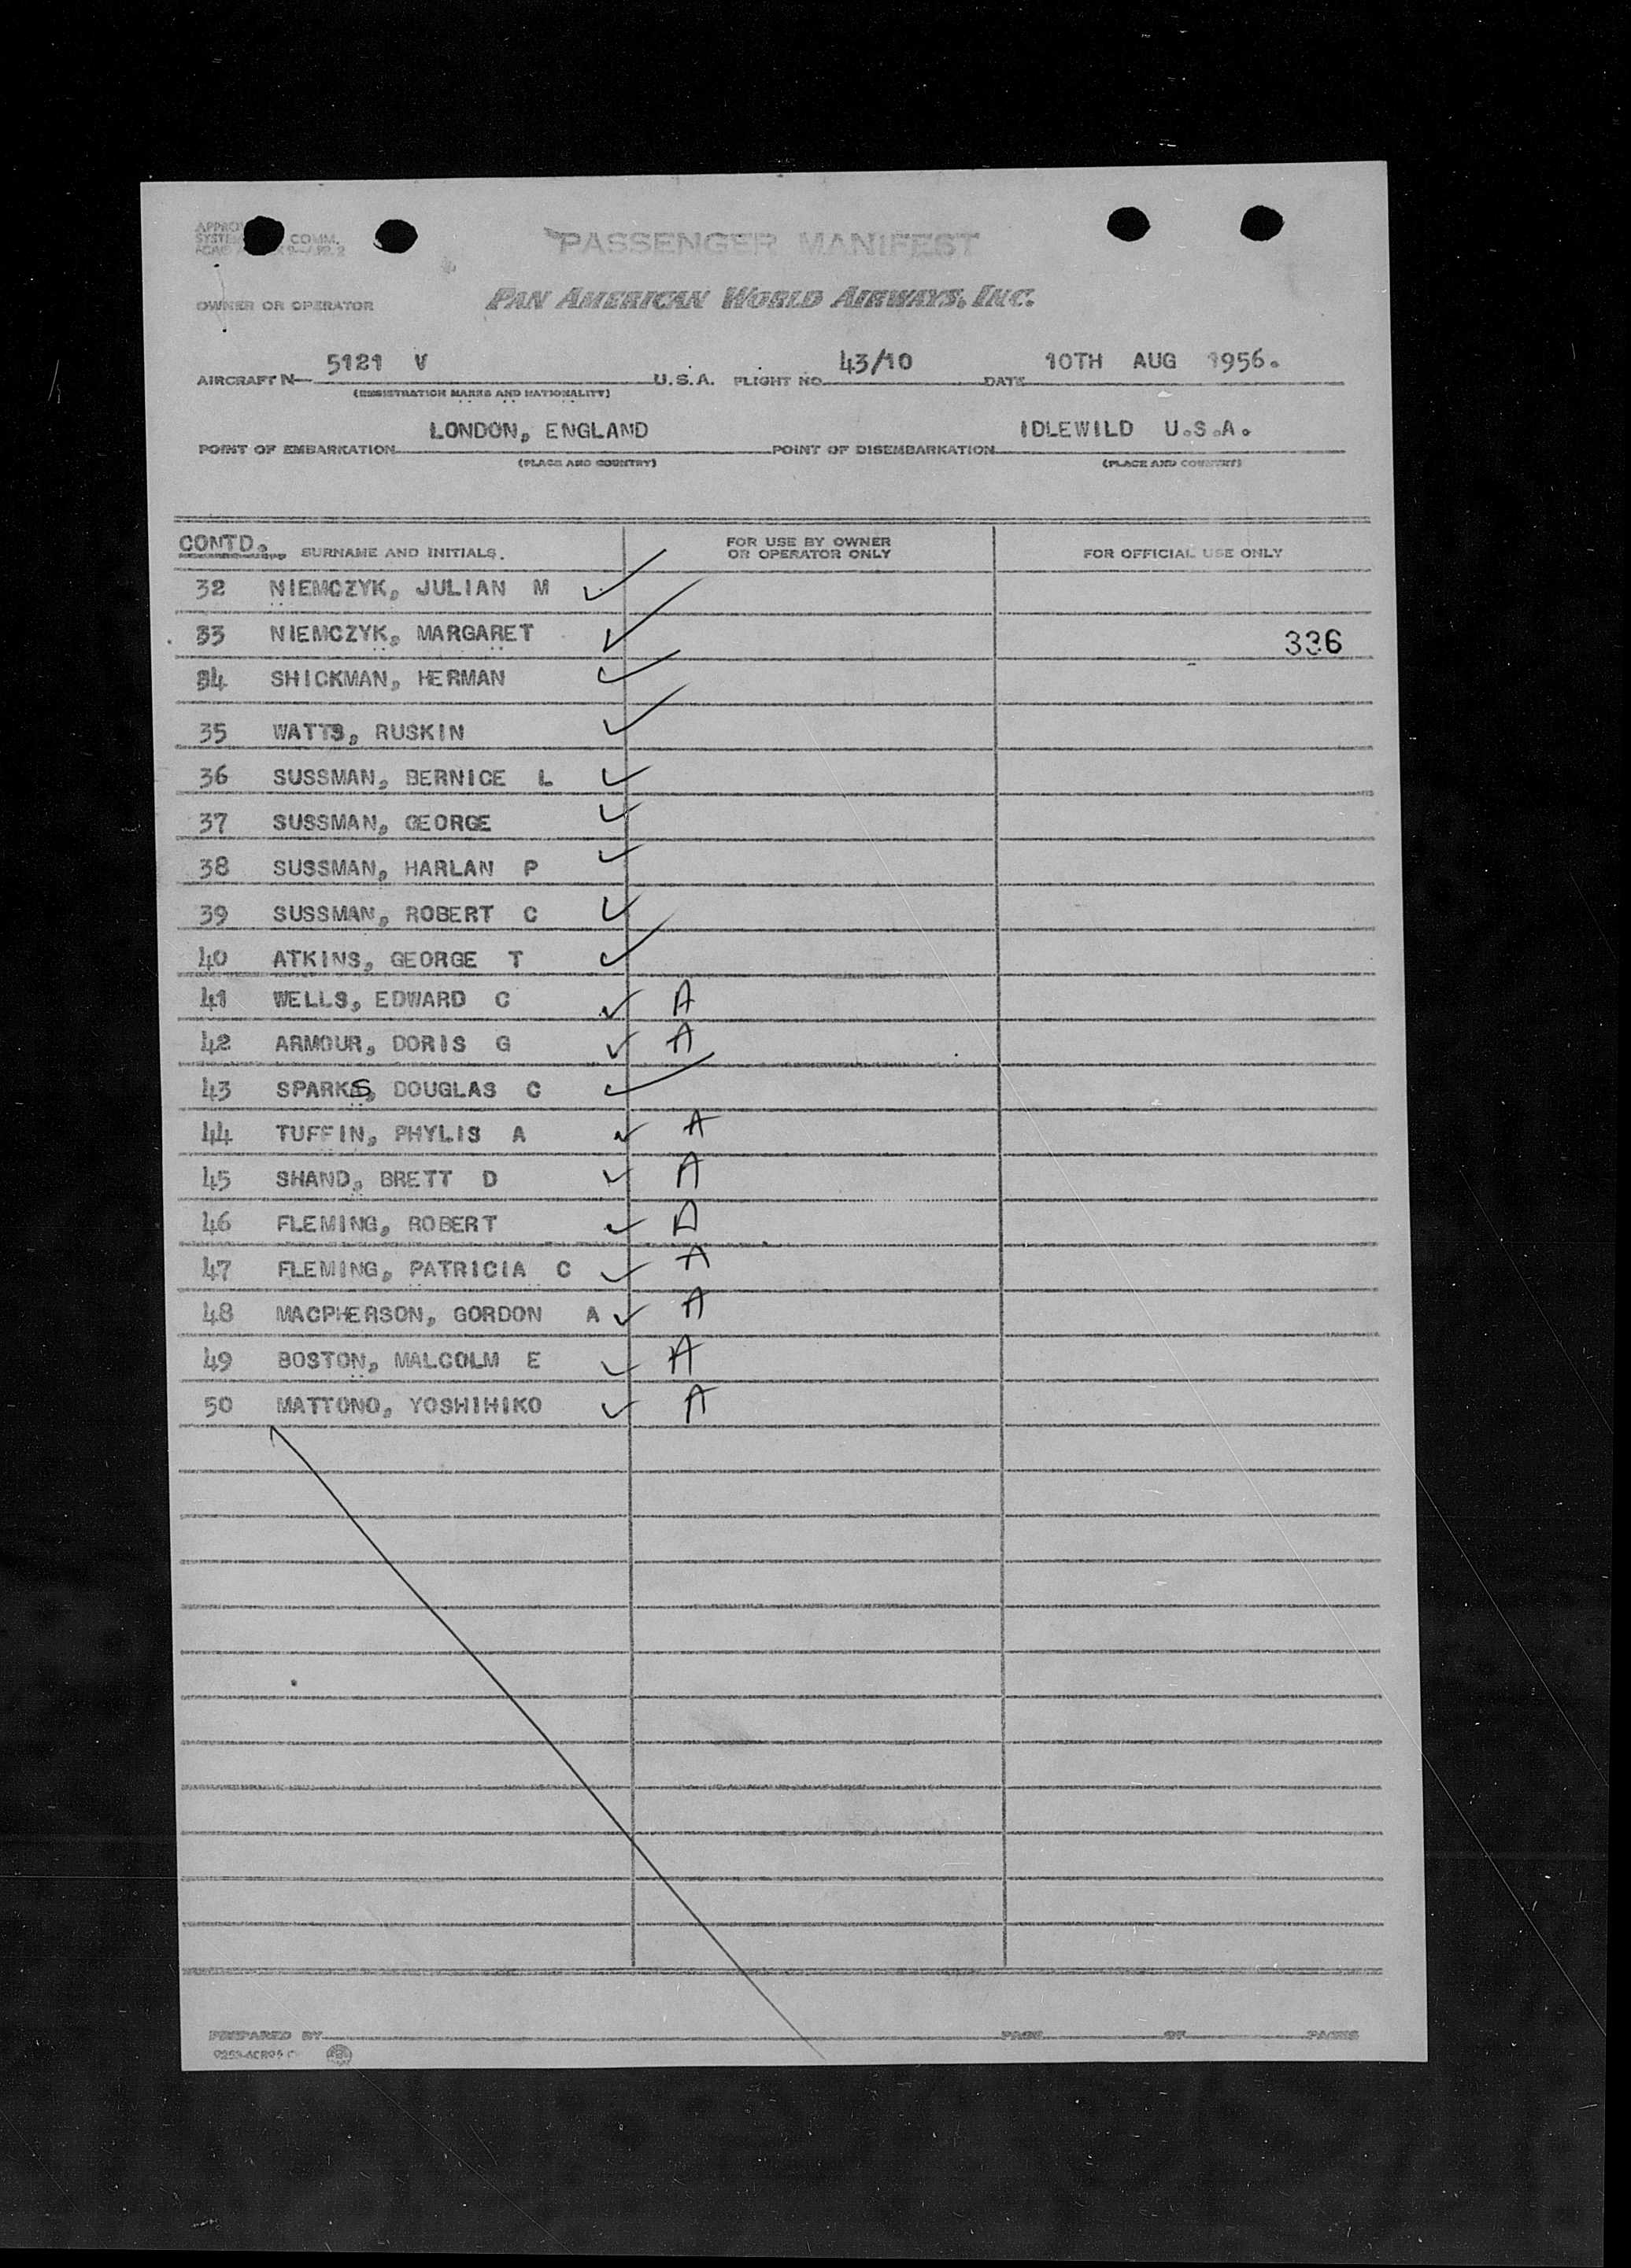 PASSENGER MANIFEST
COMM.
OWNER OR OPERATOR PAN AMERICAN WORLD AIRWAYS, INC.
AIRCRAFT N— 5121 V U.S.A. FLIGHT NO. 43/10 DATE 10TH AUG 1956.
(REGISTRATION MARKS AND NATIONALITY)
POINT OF EMBARKATION LONDON, ENGLAND POINT OF DISEMBARKATION IDLEWILD U.S.A.
(PLACE AND COUNTRY) (PLACE AND COUNTRY)
CONTD. SURNAME AND INITIALS. FOR USE BY OWNER OR OPERATOR ONLY FOR OFFICIAL USE ONLY
32 NIEMCZYK, JULIAN M ✓
33 NIEMCZYK, MARGARET ✓ 336
34 SHICKMAN, HERMAN ✓
35 WATTS, RUSKIN ✓
36 SUSSMAN, BERNICE L ✓
37 SUSSMAN, GEORGE ✓
38 SUSSMAN, HARLAN P ✓
39 SUSSMAN, ROBERT C ✓
40 ATKINS, GEORGE T ✓
41 WELLS, EDWARD C ✓ A
42 ARMOUR, DORIS G ✓ A
43 SPARKS, DOUGLAS C ✓
44 TUFFIN, PHYLIS A ✓ A
45 SHAND, BRETT D ✓ A
46 FLEMING, ROBERT ✓ A
47 FLEMING, PATRICIA C ✓ A
48 MACPHERSON, GORDON A ✓ A
49 BOSTON, MALCOLM E ✓ A
50 MATTONO, YOSHIHIKO ✓ A
PREPARED BY PAGE OF PAGES